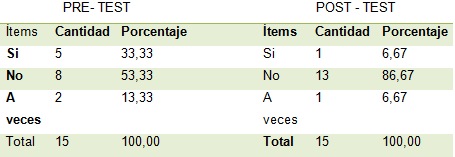 PRE- TEST POST - TEST
Ítems Cantidad Porcentaje Ítems Cantidad Porcentaje
Si 5 33,33 Si 1 6,67
No 8 53,33 No 13 86,67
A 2 13,33 A 1 6,67
veces veces
Total 15 100,00 Total 15 100,00